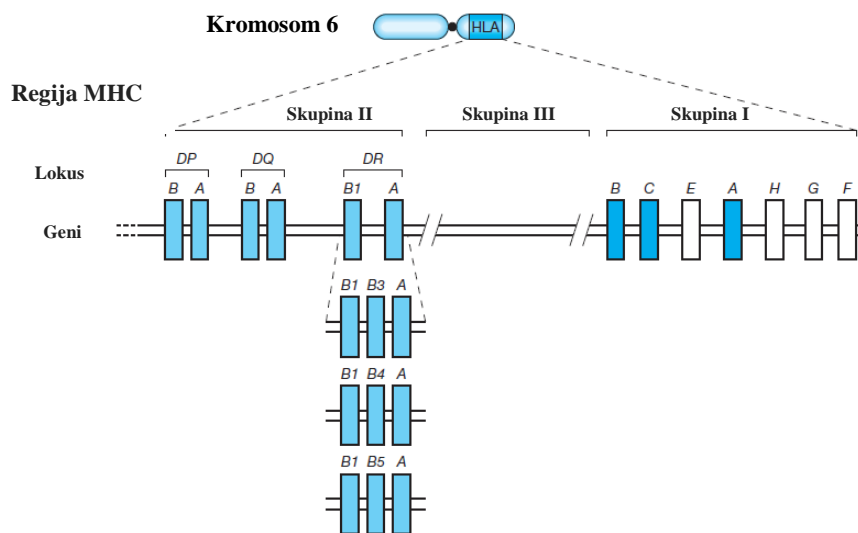 Kromosom 6
HLA
Regija MHC
Skupina II Skupina III Skupina I
DP DQ DR
Lokus
B A B A B1 A B C E A H G F
Geni
B1 B3 A
B1 B4 A
B1 B5 A